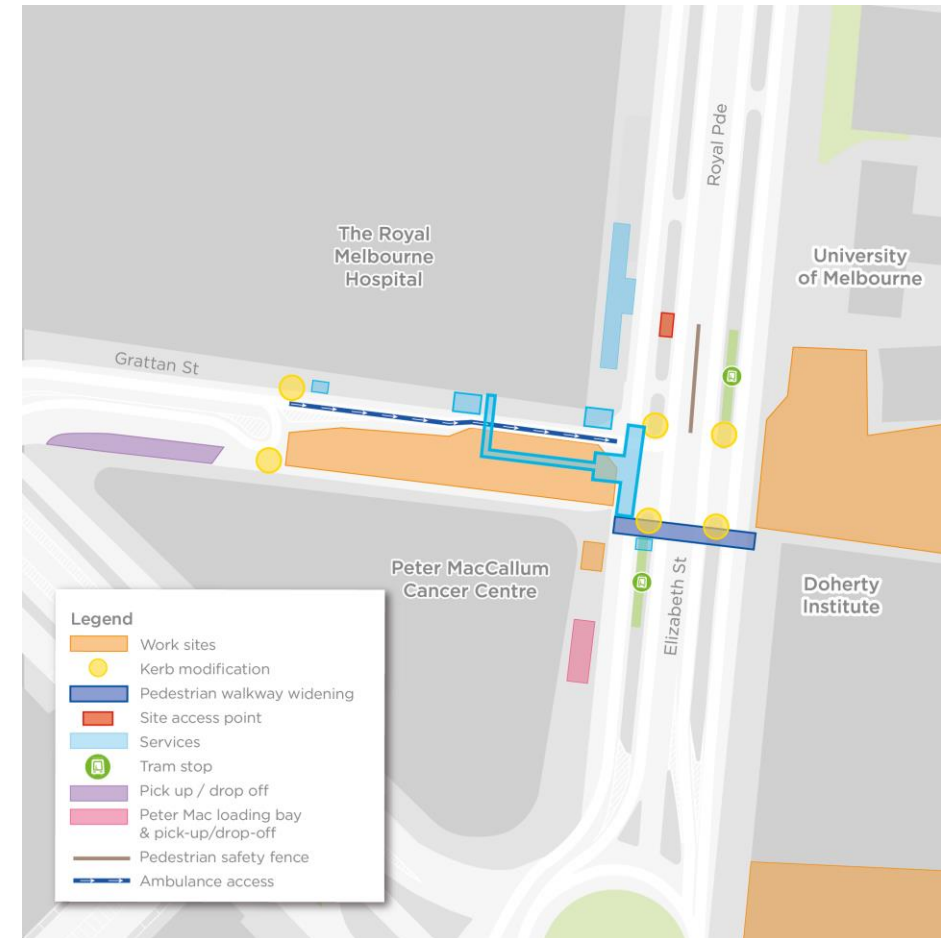 Royal Pde
The Royal
Melbourne
Hospital
University
of Melbourne
Grattan St
Peter MacCallum
Cancer Centre
Elizabeth St
Doherty
Institute
Legend
Work sites
Kerb modification
Pedestrian walkway widening
Site access point
Services
Tram stop
Pick up / drop off
Peter Mac loading bay
& pick-up/drop-off
Pedestrian safety fence
Ambulance access